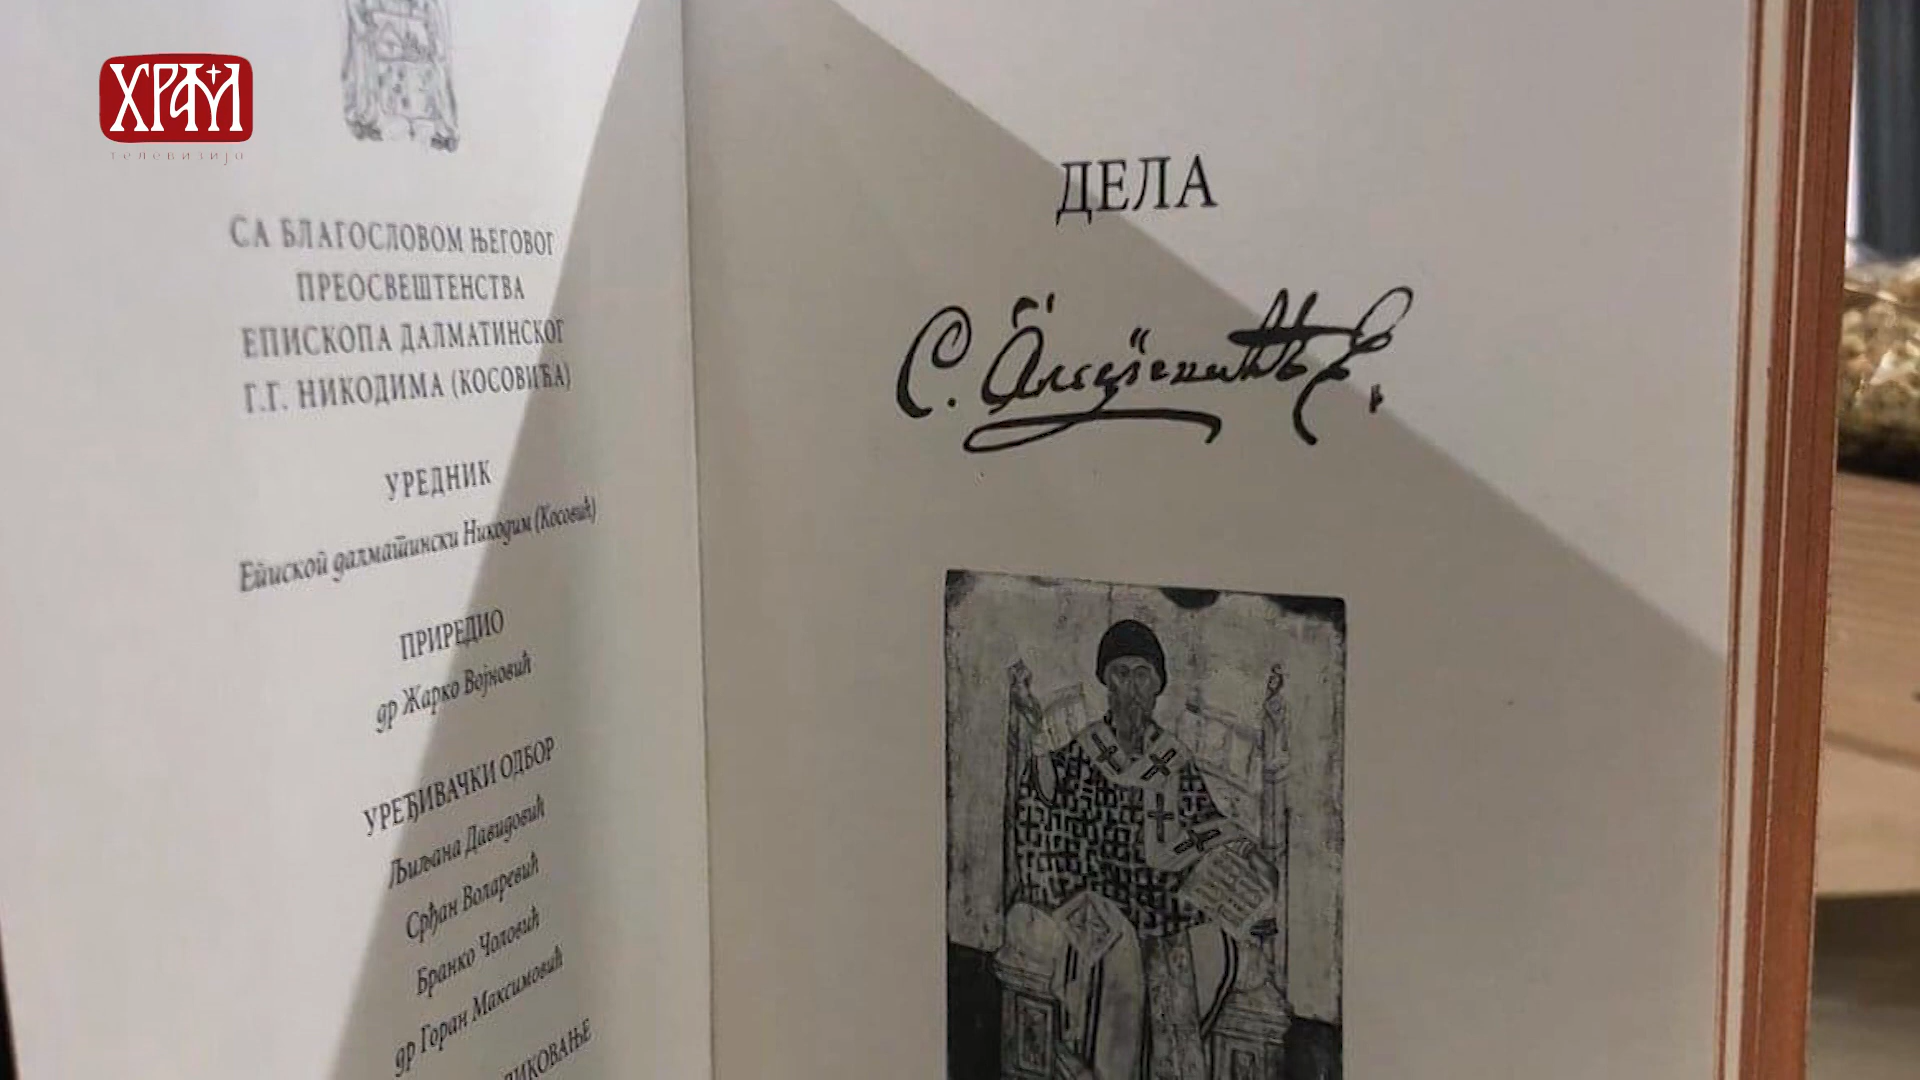 ХРАМ
телевизија
СА БЛАГОСЛОВОМ ЊЕГОВОГ
ПРЕОСВЕШТЕНСТВА
ЕПИСКОПА ДАЛМАТИНСКОГ
Г.Г. НИКОДИМА (КОСОВИЋА)
УРЕДНИК
Епископ далматински Никодим (Косовић)
ПРИРЕДИО
др Жарко Војновић
УРЕЂИВАЧКИ ОДБОР
Љиљана Давидовић
Срђан Воларевић
Бранко Чоловић
др Горан Максимовић
ДЕЛА
С.